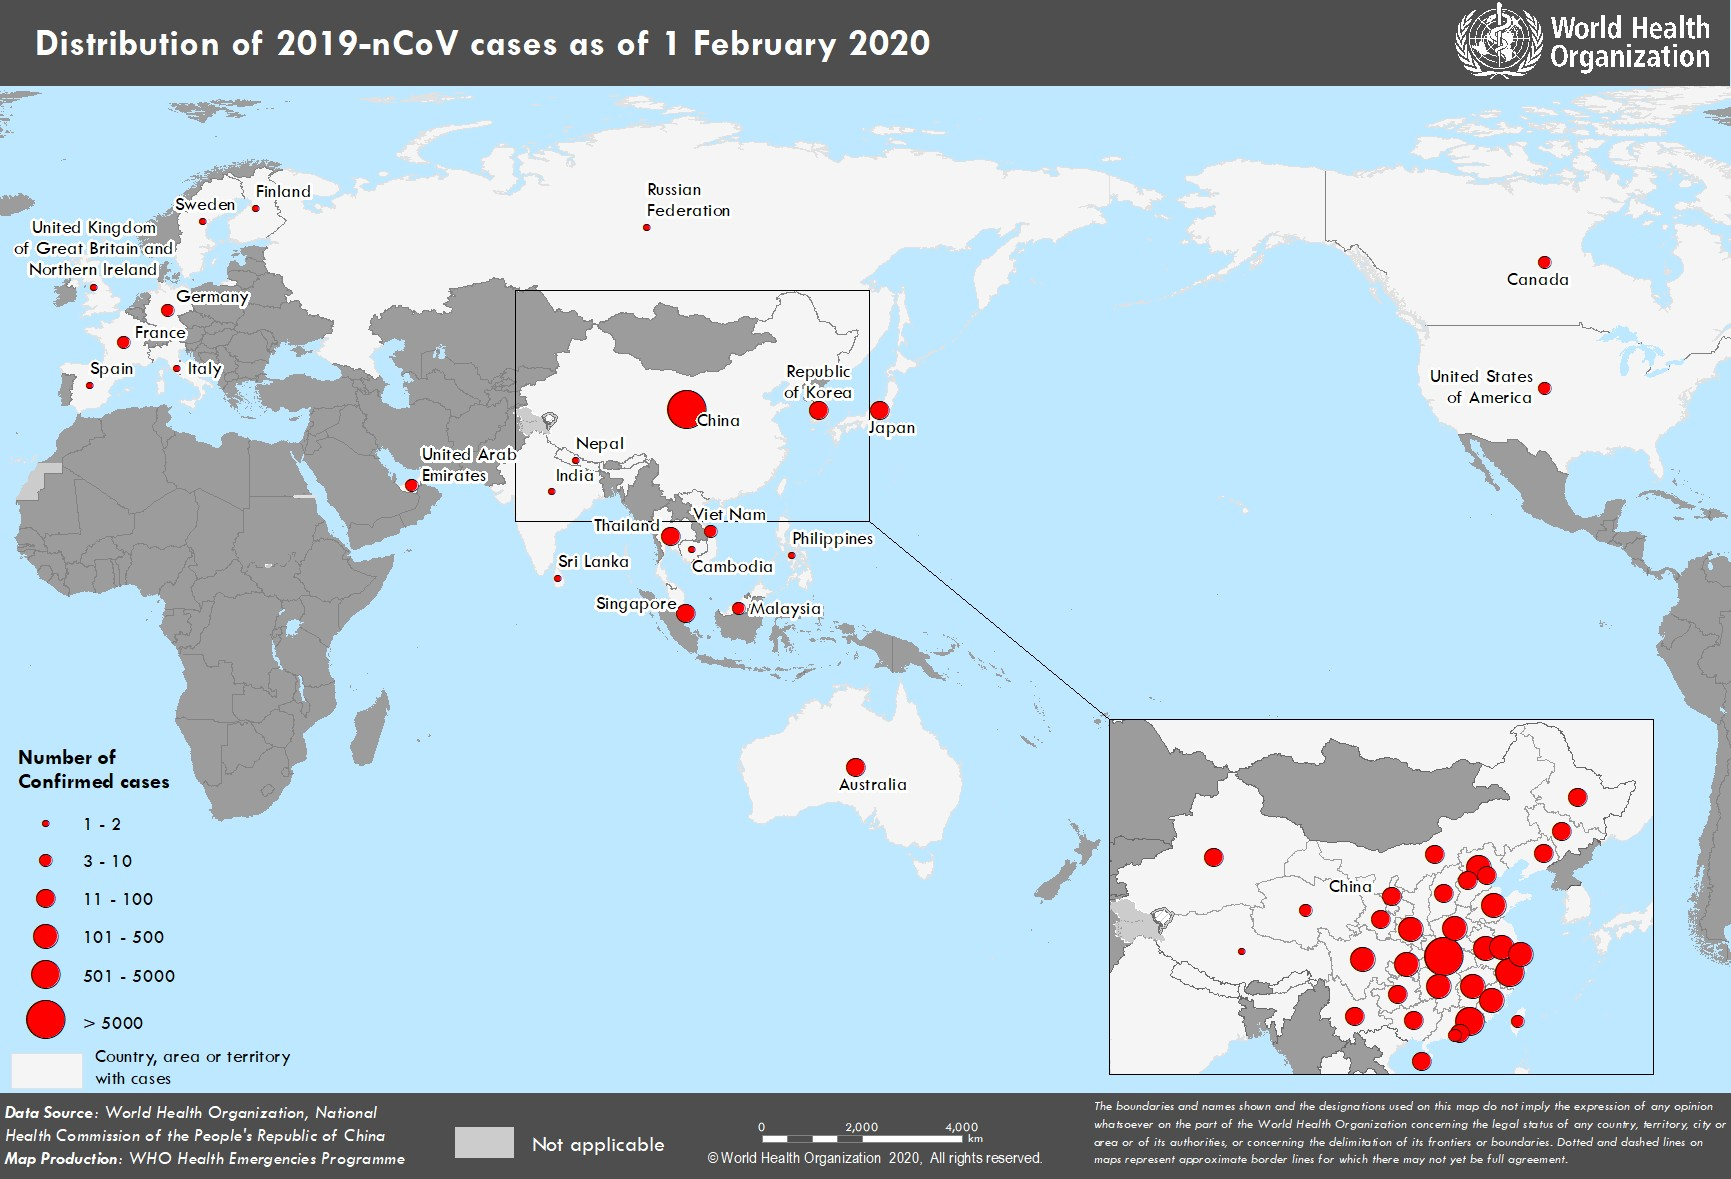 Distribution of 2019-nCoV cases as of 1 February 2020
World Health
Organization
Finland
Sweden
Russian
Federation
United Kingdom
of Great Britain and
Northern Ireland
Germany
France
Spain
Italy
Canada
United States
of America
Republic
of Korea
China
Japan
Nepal
India
United Arab
Emirates
Viet Nam
Thailand
Philippines
Cambodia
Sri Lanka
Singapore
Malaysia
Australia
China
Number of
Confirmed cases
1 - 2
3 - 10
11 - 100
101 - 500
501 - 5000
> 5000
Country, area or territory
with cases
Data Source: World Health Organization, National
Health Commission of the People's Republic of China
Map Production: WHO Health Emergencies Programme
Not applicable
0 2,000 4,000
km
© World Health Organization 2020, All rights reserved.
The boundaries and names shown and the designations used on this map do not imply the expression of any opinion
whatsoever on the part of the World Health Organization concerning the legal status of any country, territory, city or
area or of its authorities, or concerning the delimitation of its frontiers or boundaries. Dotted and dashed lines on
maps represent approximate border lines for which there may not yet be full agreement.